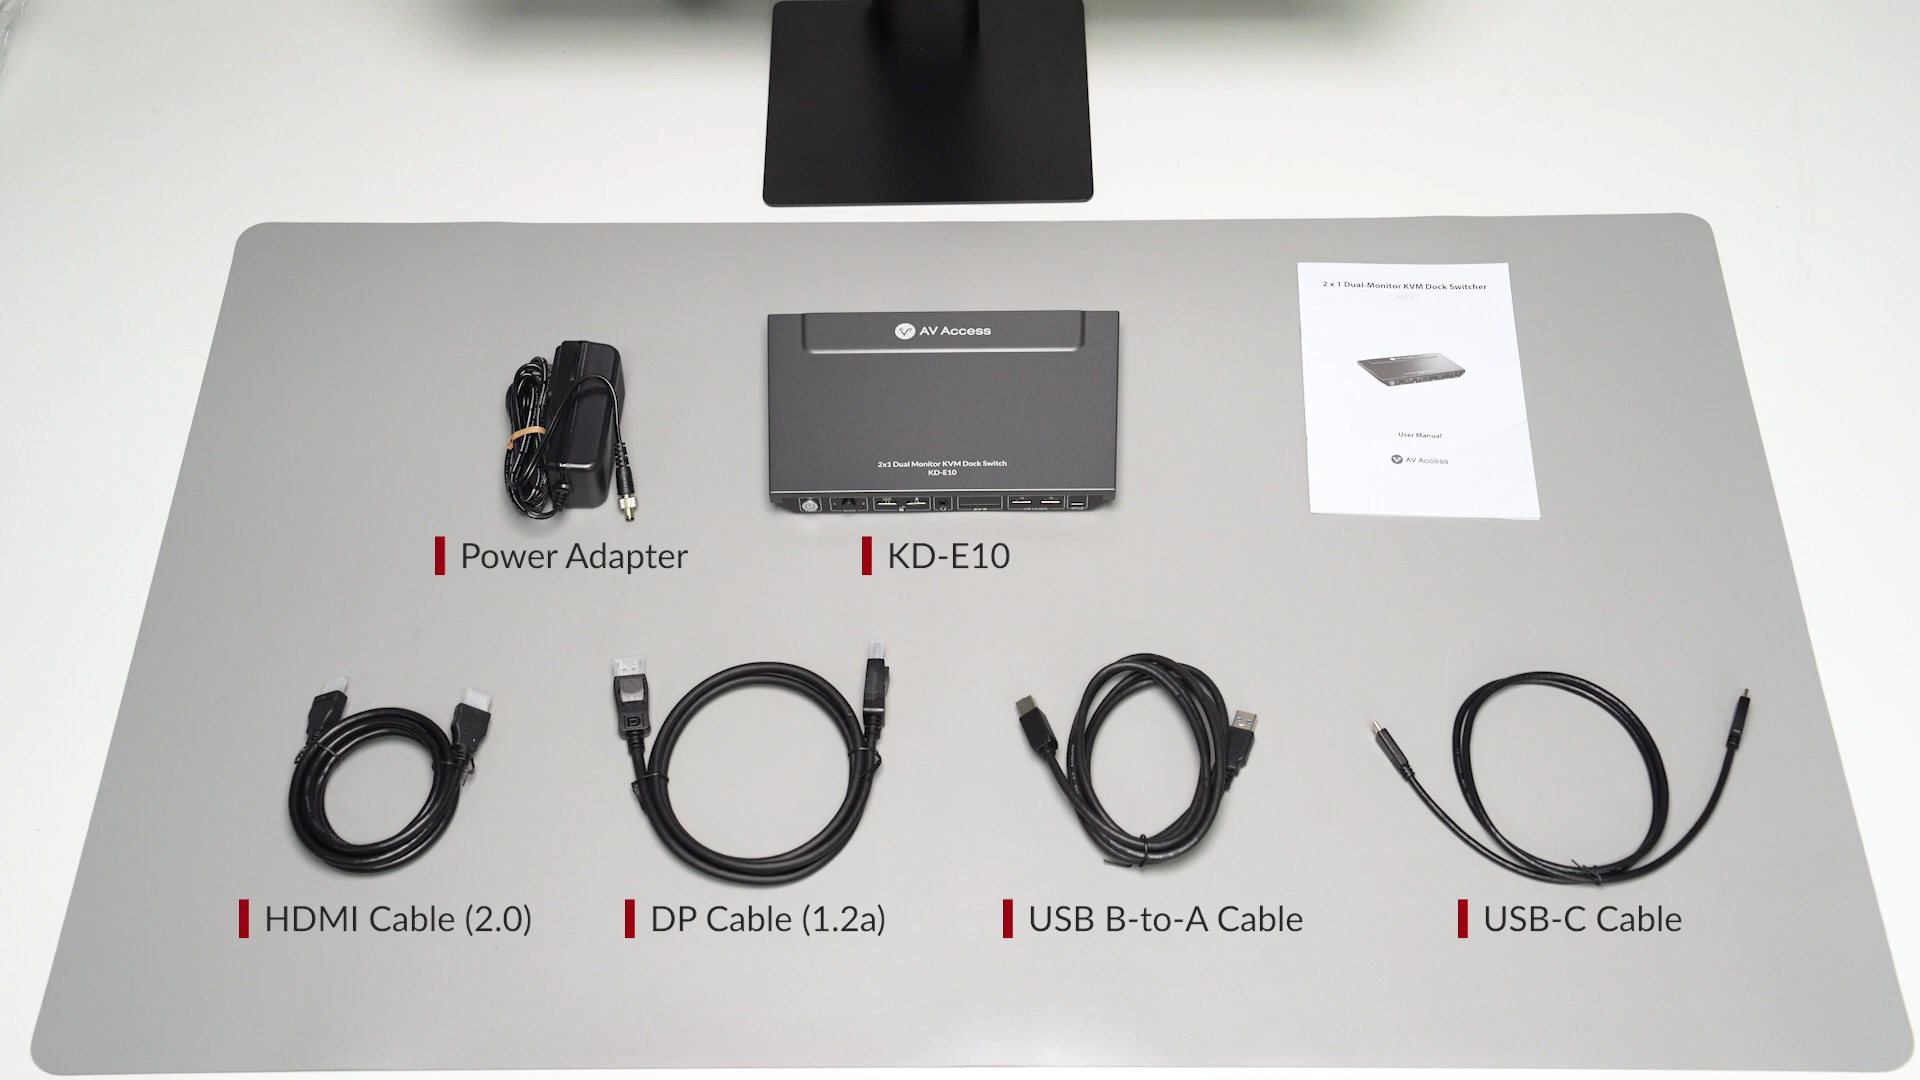 AV Access
2x1 Dual Monitor KVM Dock Switch
KD-E10
2 x 1 Dual-Monitor KVM Dock Switcher
User Manual
AV Access
Power Adapter
KD-E10
HDMI Cable (2.0)
DP Cable (1.2a)
USB B-to-A Cable
USB-C Cable